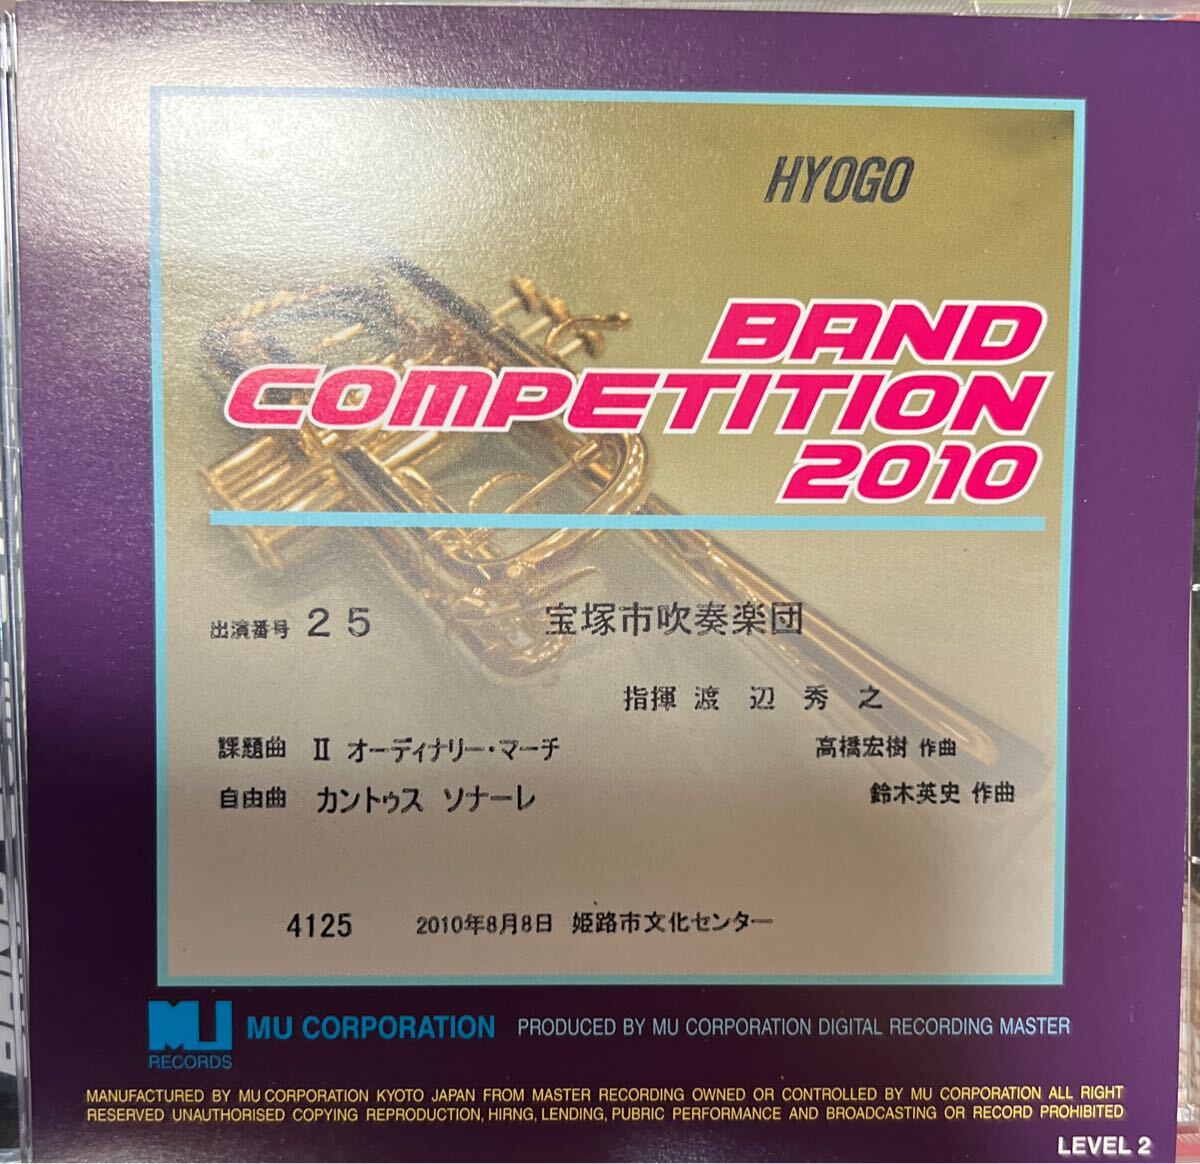 HYOGO
BAND
COMPETITION
2010
出演番号 25 宝塚市吹奏楽団
指揮 渡 辺 秀 之
課題曲 Ⅱ オーディナリー・マーチ 高橋宏樹 作曲
自由曲 カントゥス ソナーレ 鈴木英史 作曲
4125 2010年8月8日 姫路市文化センター
MU RECORDS
MU CORPORATION PRODUCED BY MU CORPORATION DIGITAL RECORDING MASTER
MANUFACTURED BY MU CORPORATION KYOTO JAPAN FROM MASTER RECORDING OWNED OR CONTROLLED BY MU CORPORATION ALL RIGHT
RESERVED UNAUTHORISED COPYING REPRODUCTION, HIRNG, LENDING, PUBRIC PERFORMANCE AND BROADCASTING OR RECORD PROHIBITED
LEVEL 2